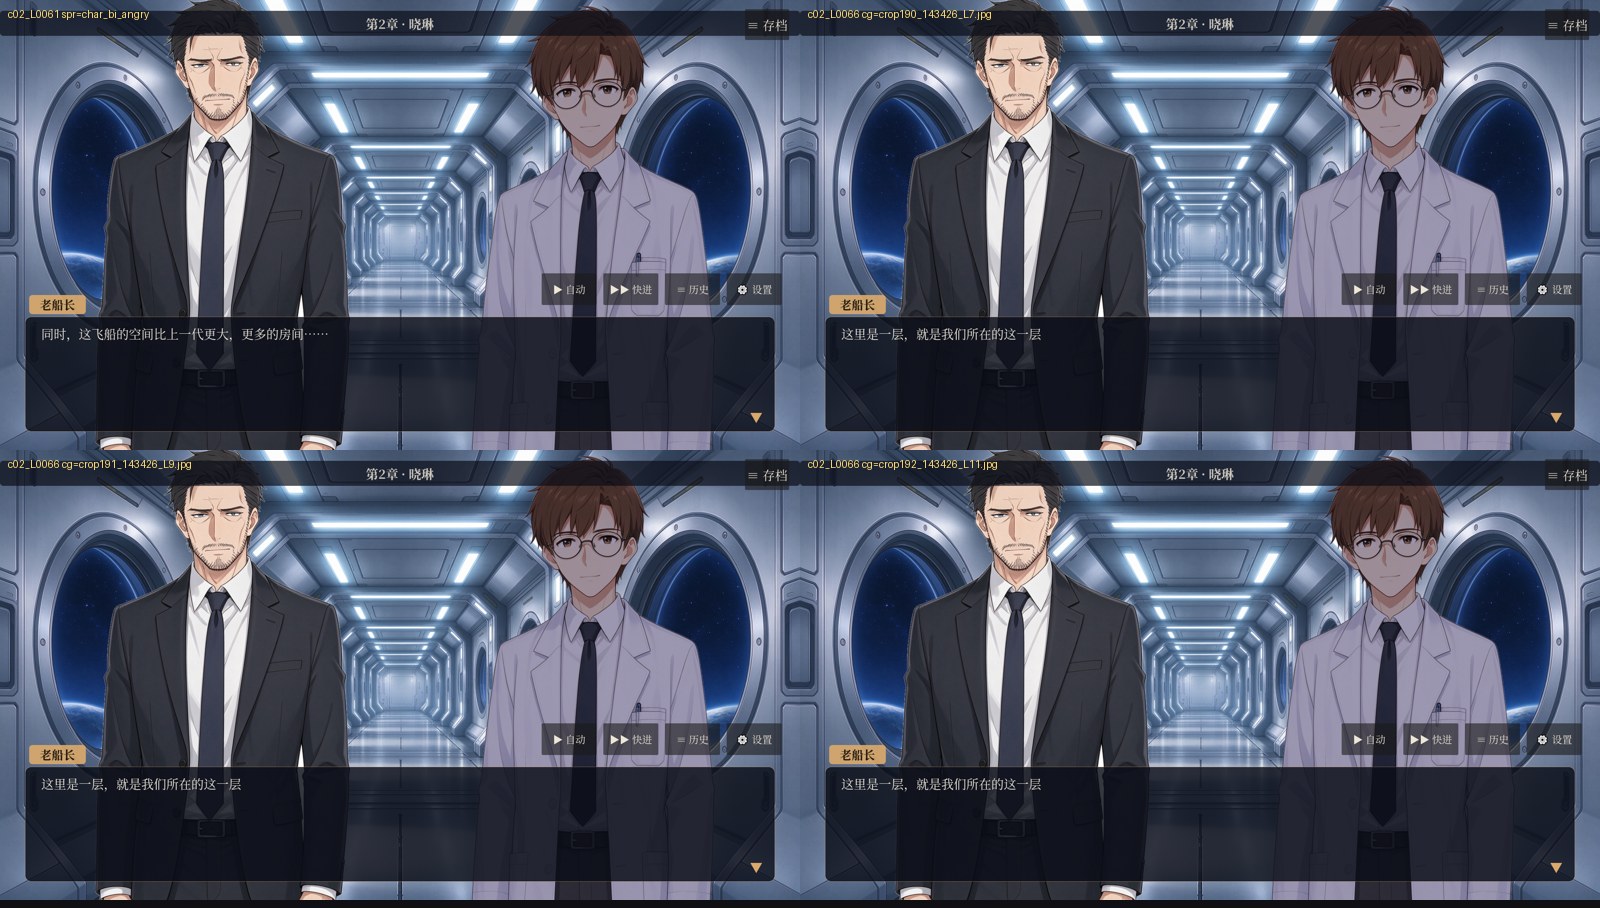 c02_L0061 spr=char_bi_angry
第2章 · 晓琳
≡ 存档
▶ 自动
▶▶ 快进
≡ 历史
设置
老船长
同时，这飞船的空间比上一代更大，更多的房间……
c02_L0066 cg=crop190_143426_L7.jpg
第2章 · 晓琳
≡ 存档
▶ 自动
▶▶ 快进
≡ 历史
设置
老船长
这里是一层，就是我们所在的这一层
c02_L0066 cg=crop191_143426_L9.jpg
第2章 · 晓琳
≡ 存档
▶ 自动
▶▶ 快进
≡ 历史
设置
老船长
这里是一层，就是我们所在的这一层
c02_L0066 cg=crop192_143426_L11.jpg
第2章 · 晓琳
≡ 存档
▶ 自动
▶▶ 快进
≡ 历史
设置
老船长
这里是一层，就是我们所在的这一层